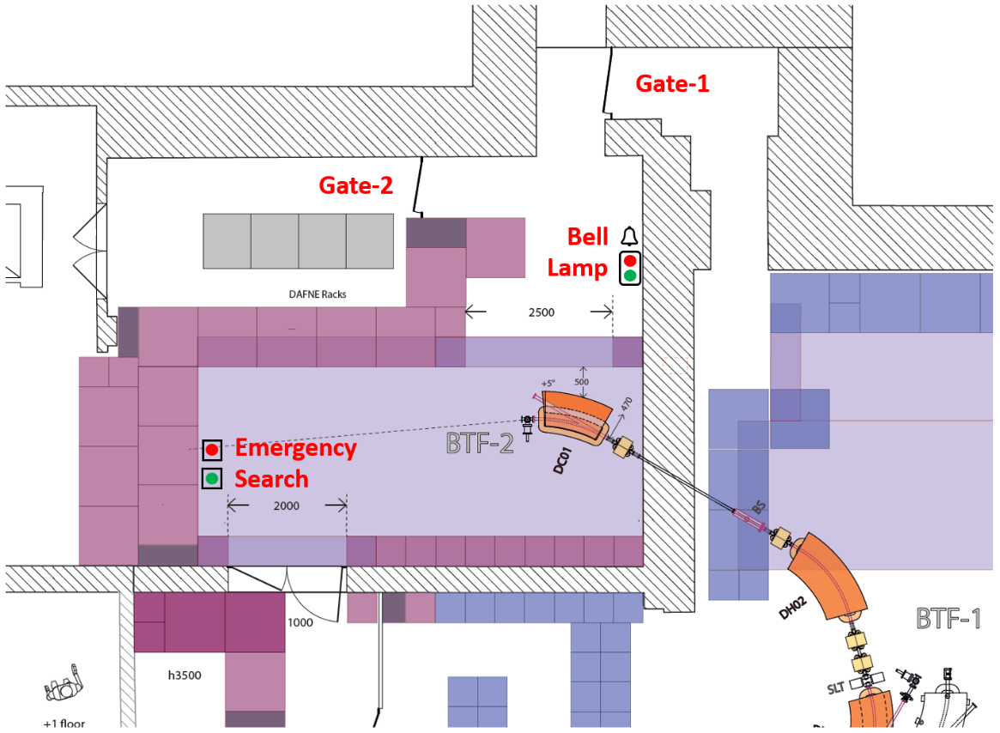 Gate-1
Gate-2
Bell
Lamp
DAFNE Racks
2500
+5°
500
470
Emergency
BTF-2
DC01
Search
2000
BS
DH02
BTF-1
1000
h3500
SLT
+1 floor